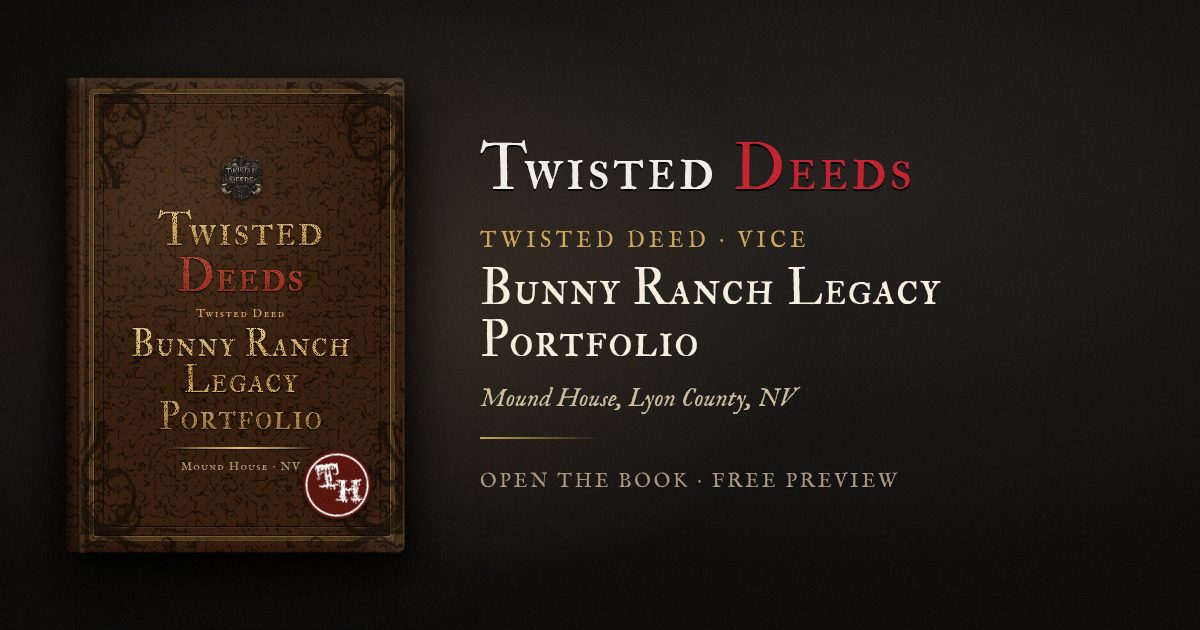 Twisted Deeds
Twisted
Deeds
Twisted Deed
Bunny Ranch
Legacy
Portfolio
Mound House · NV
TH
Twisted Deeds
TWISTED DEED · VICE
Bunny Ranch Legacy
Portfolio
Mound House, Lyon County, NV
OPEN THE BOOK · FREE PREVIEW